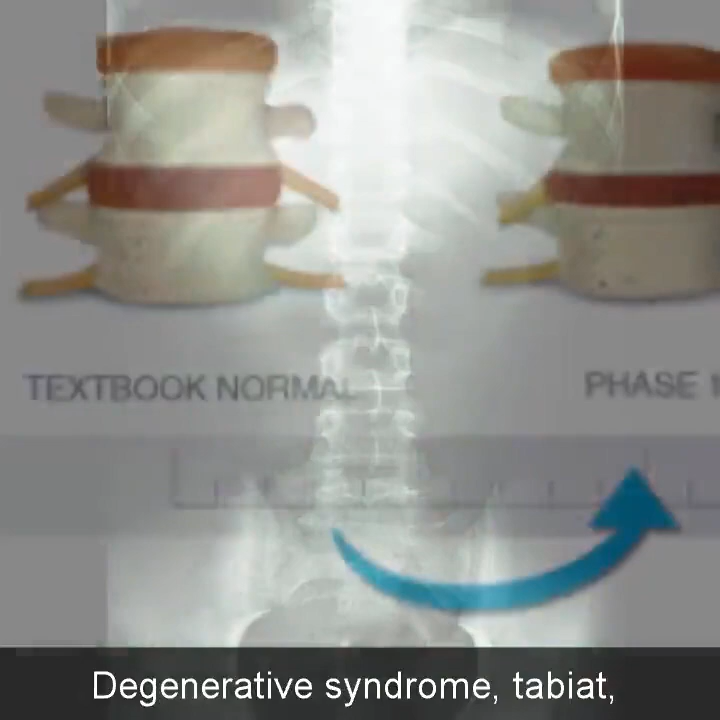 TEXTBOOK NORMAL
PHASE 1
Degenerative syndrome, tabiat,